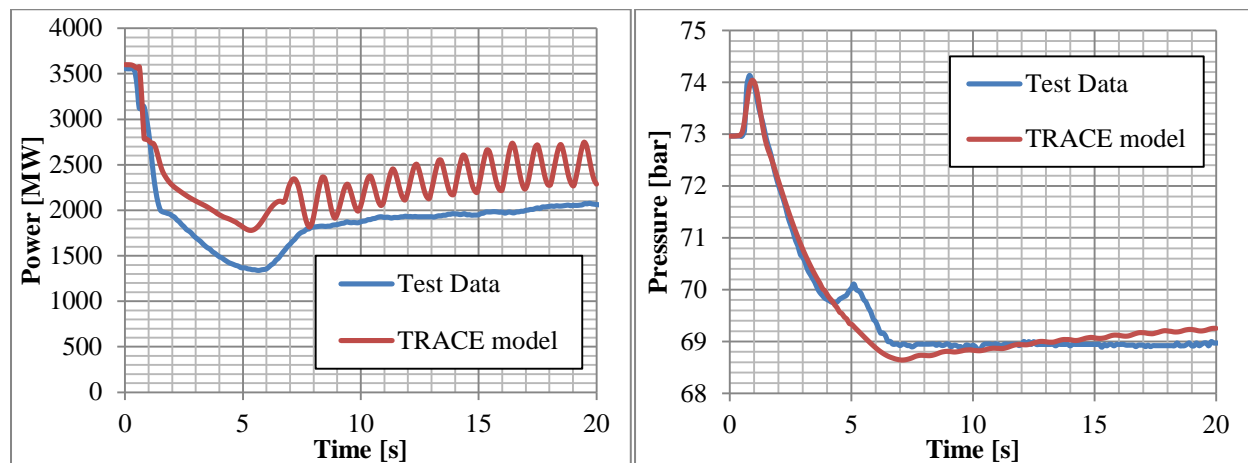 4000
3500
3000
2500
2000
1500
1000
500
0
Power [MW]
Test Data
TRACE model
0 5 10 15 20
Time [s]
75
74
73
72
71
70
69
68
Pressure [bar]
Test Data
TRACE model
0 5 10 15 20
Time [s]